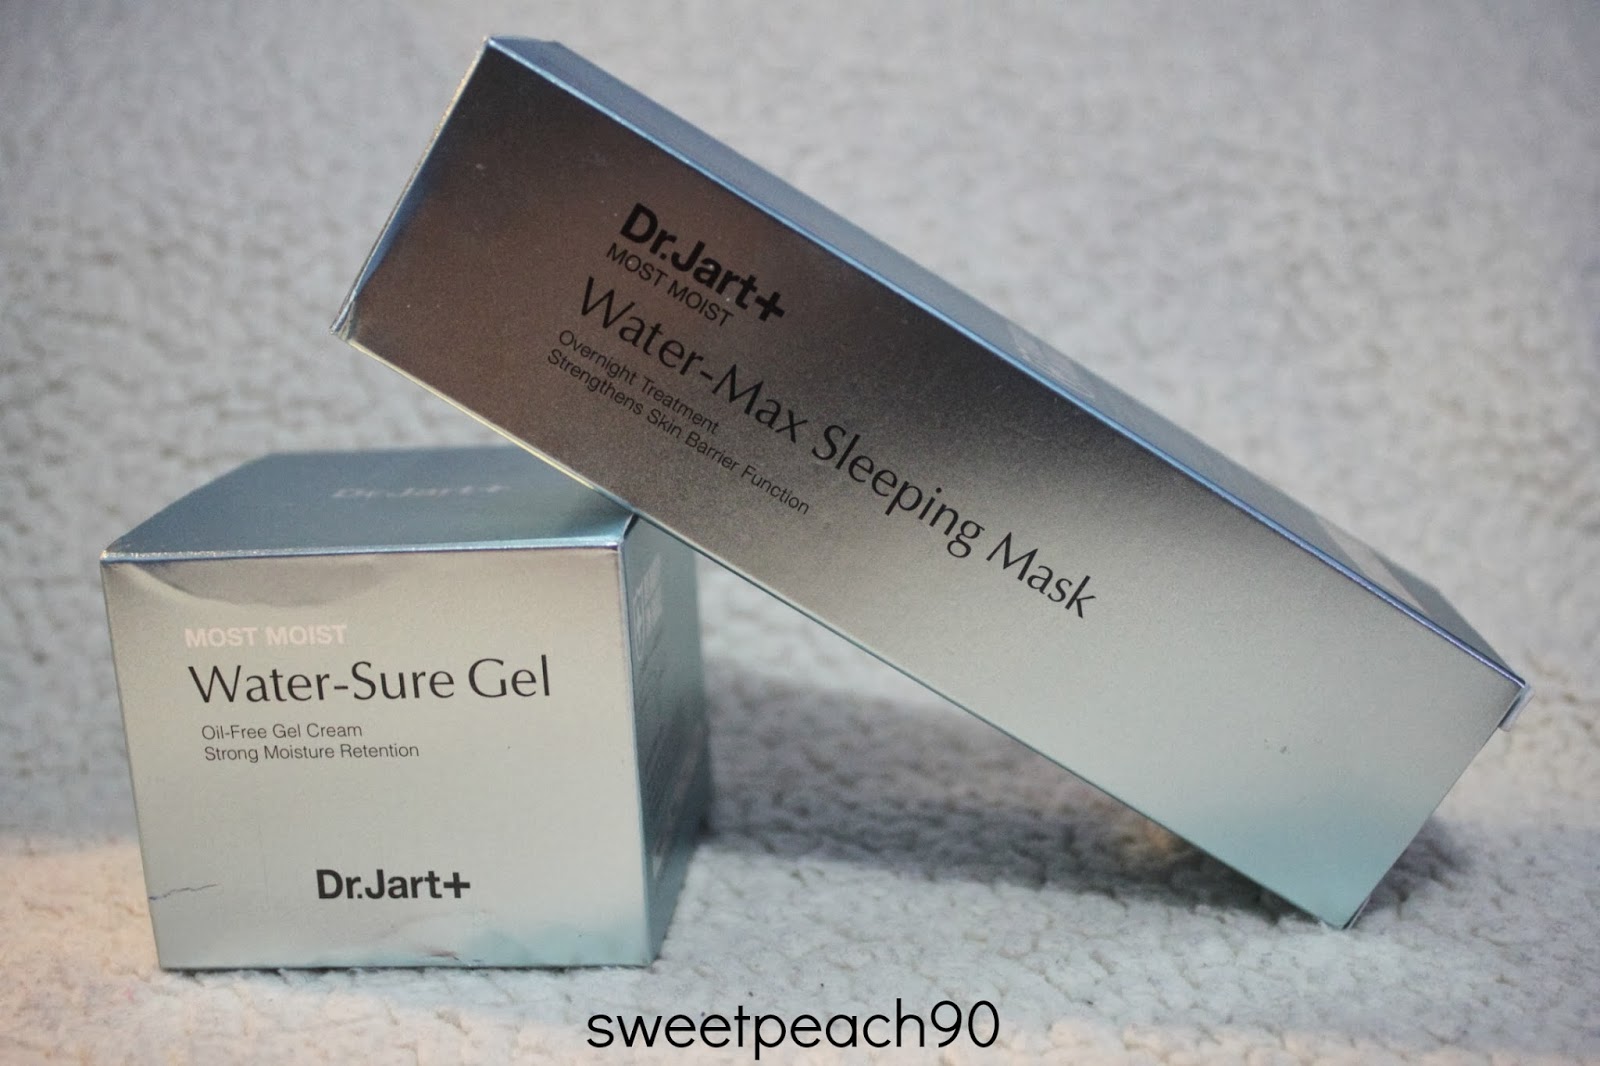 Dr.Jart+
MOST MOIST
Water-Max Sleeping Mask
Overnight Treatment
Strengthens Skin Barrier Function
Dr.Jart+
MOST MOIST
Water-Sure Gel
Oil-Free Gel Cream
Strong Moisture Retention
Dr.Jart+
sweetpeach90